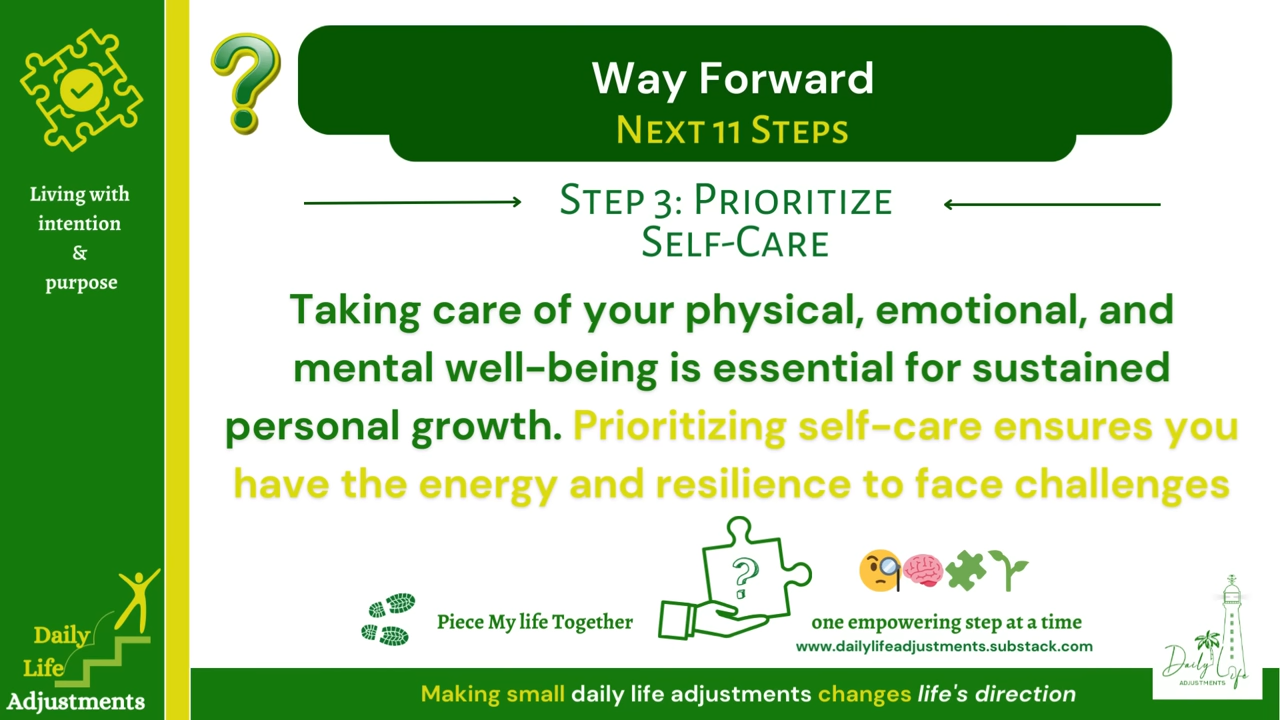 Way Forward
Next 11 Steps
Step 3: Prioritize
Self-Care
Living with
intention
&
purpose
Taking care of your physical, emotional, and
mental well-being is essential for sustained
personal growth. Prioritizing self-care ensures you
have the energy and resilience to face challenges
Piece My life Together
one empowering step at a time
www.dailylifeadjustments.substack.com
Daily
Life
Adjustments
Making small daily life adjustments changes life's direction
Daily Life
ADJUSTMENTS